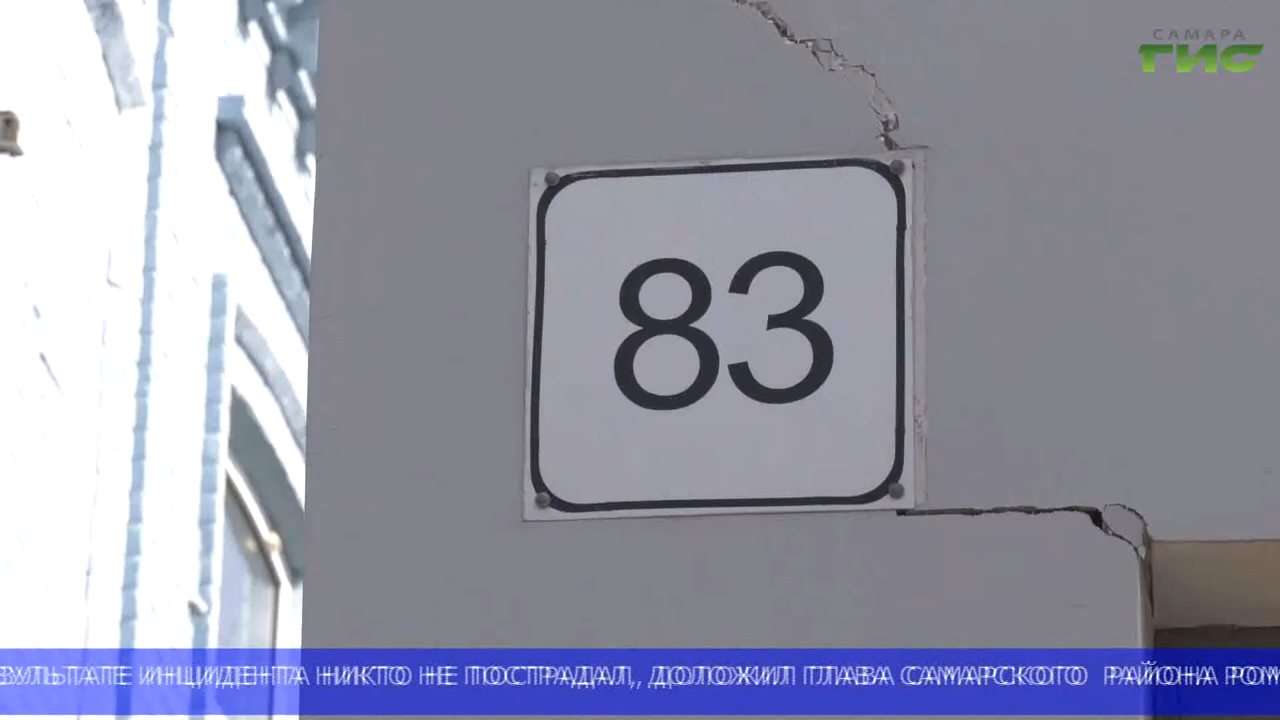 САМАРА
ГИС
83
ИНЦИДЕНТА НИКТО НЕ ПОСТРАДАЛ, ДОЛОЖИЛ ГЛАВА САМАРСКОГО РАЙОНА